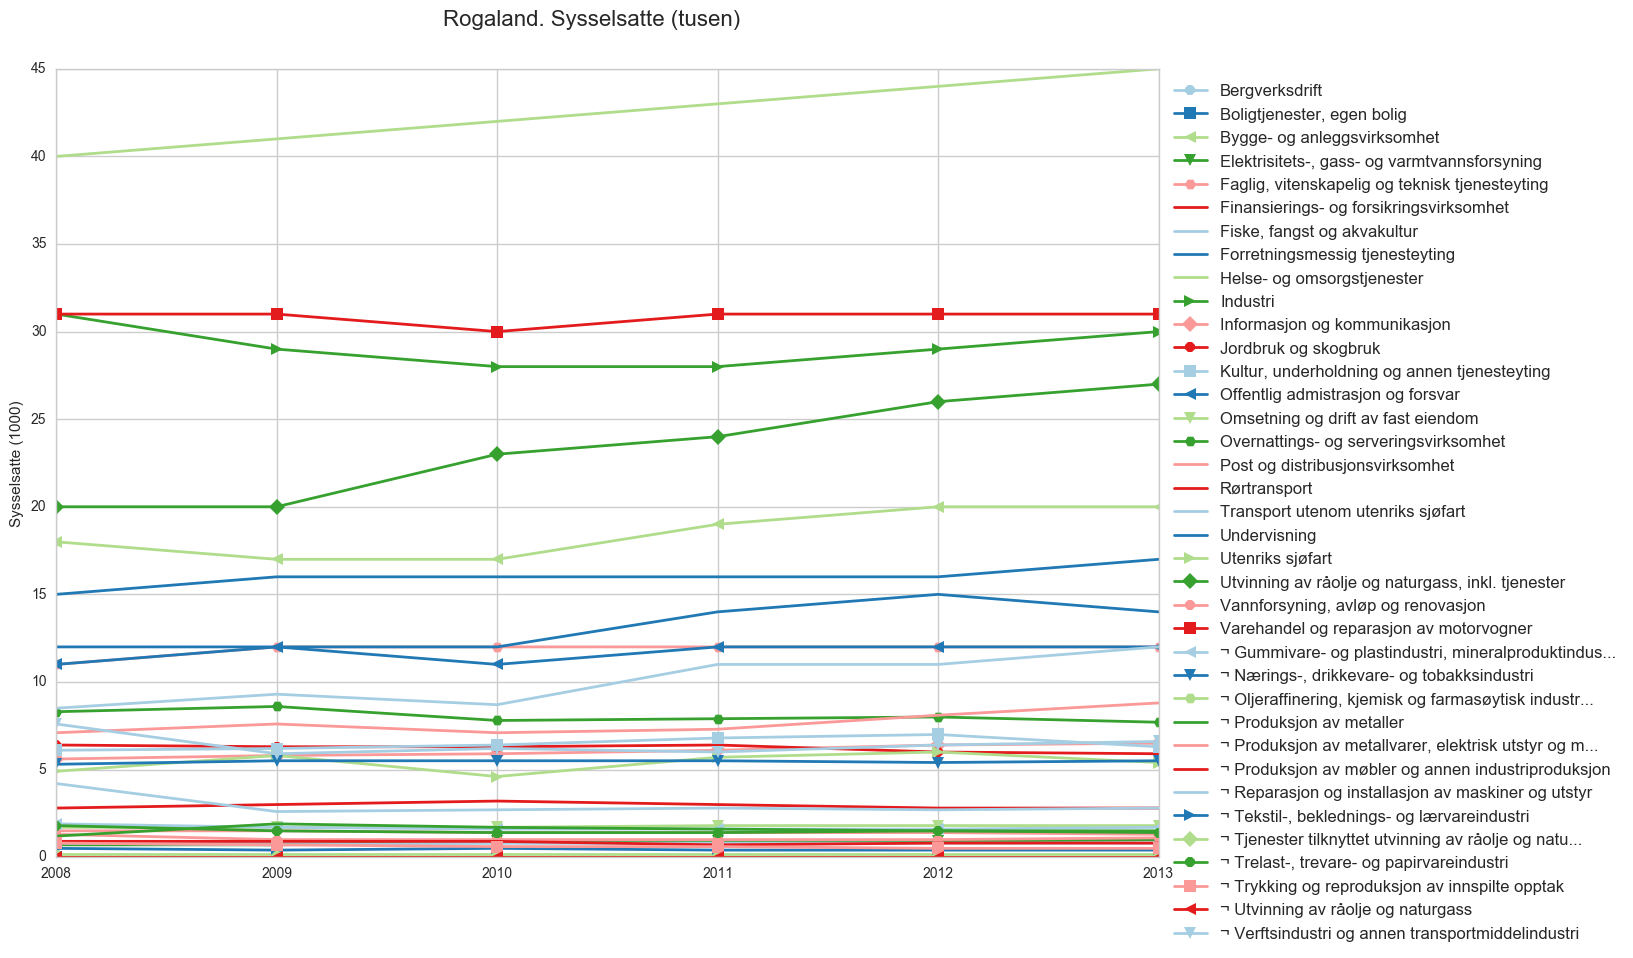 Rogaland. Sysselsatte (tusen)
45
40
35
30
25
20
15
10
5
0
Sysselsatte (1000)
2008 2009 2010 2011 2012 2013
Bergverksdrift
Boligtjenester, egen bolig
Bygge- og anleggsvirksomhet
Elektrisitets-, gass- og varmtvannsforsyning
Faglig, vitenskapelig og teknisk tjenesteyting
Finansierings- og forsikringsvirksomhet
Fiske, fangst og akvakultur
Forretningsmessig tjenesteyting
Helse- og omsorgstjenester
Industri
Informasjon og kommunikasjon
Jordbruk og skogbruk
Kultur, underholdning og annen tjenesteyting
Offentlig admistrasjon og forsvar
Omsetning og drift av fast eiendom
Overnattings- og serveringsvirksomhet
Post og distribusjonsvirksomhet
Rørtransport
Transport utenom utenriks sjøfart
Undervisning
Utenriks sjøfart
Utvinning av råolje og naturgass, inkl. tjenester
Vannforsyning, avløp og renovasjon
Varehandel og reparasjon av motorvogner
¬ Gummivare- og plastindustri, mineralproduktindus...
¬ Nærings-, drikkevare- og tobakksindustri
¬ Oljeraffinering, kjemisk og farmasøytisk industr...
¬ Produksjon av metaller
¬ Produksjon av metallvarer, elektrisk utstyr og m...
¬ Produksjon av møbler og annen industriproduksjon
¬ Reparasjon og installasjon av maskiner og utstyr
¬ Tekstil-, beklednings- og lærvareindustri
¬ Tjenester tilknyttet utvinning av råolje og natu...
¬ Trelast-, trevare- og papirvareindustri
¬ Trykking og reproduksjon av innspilte opptak
¬ Utvinning av råolje og naturgass
¬ Verftsindustri og annen transportmiddelindustri